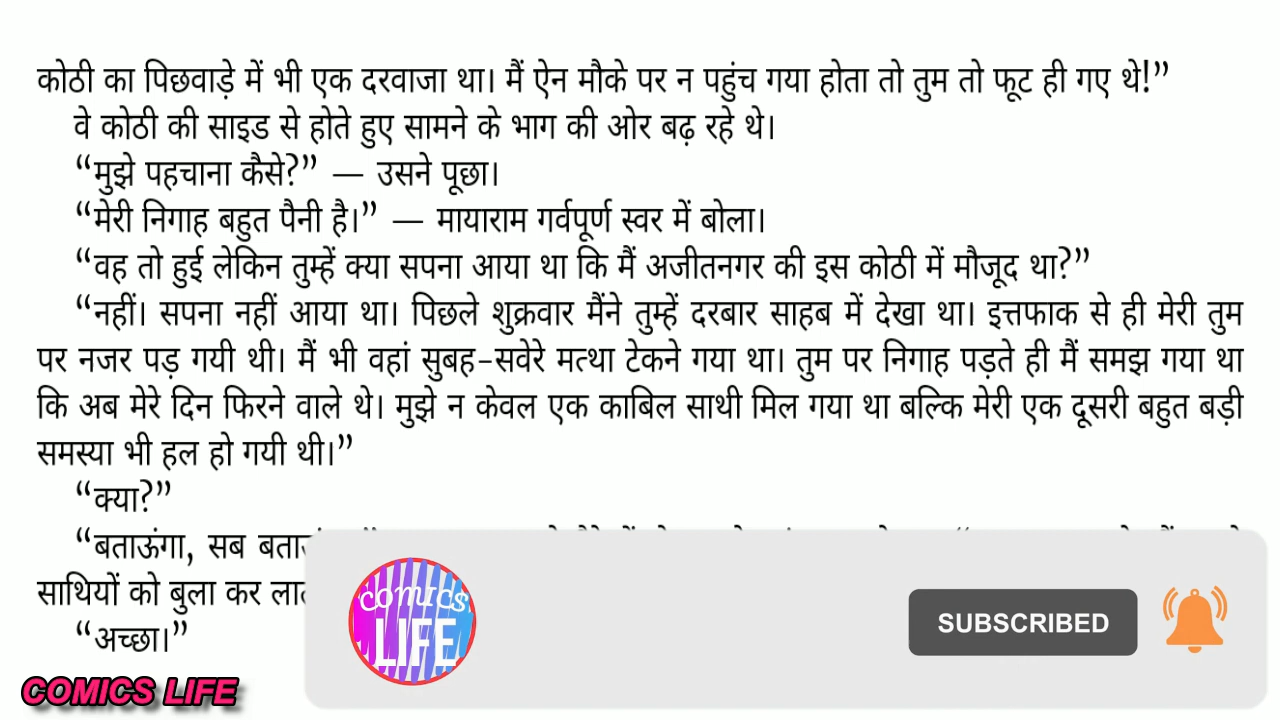 कोठी का पिछवाड़े में भी एक दरवाजा था। मैं ऐन मौके पर न पहुंच गया होता तो तुम तो फूट ही गए थे!”
वे कोठी की साइड से होते हुए सामने के भाग की ओर बढ़ रहे थे।
“मुझे पहचाना कैसे?” — उसने पूछा।
“मेरी निगाह बहुत पैनी है।” — मायाराम गर्वपूर्ण स्वर में बोला।
“वह तो हुई लेकिन तुम्हें क्या सपना आया था कि मैं अजीतनगर की इस कोठी में मौजूद था?”
“नहीं। सपना नहीं आया था। पिछले शुक्रवार मैंने तुम्हें दरबार साहब में देखा था। इत्तफाक से ही मेरी तुम
पर नजर पड़ गयी थी। मैं भी वहां सुबह-सवेरे मत्था टेकने गया था। तुम पर निगाह पड़ते ही मैं समझ गया था
कि अब मेरे दिन फिरने वाले थे। मुझे न केवल एक काबिल साथी मिल गया था बल्कि मेरी एक दूसरी बहुत बड़ी
समस्या भी हल हो गयी थी।”
“क्या?”
“बताऊंगा, सब
साथियों को बुला कर
“अच्छा।”
comics
LIFE
SUBSCRIBED
COMICS LIFE